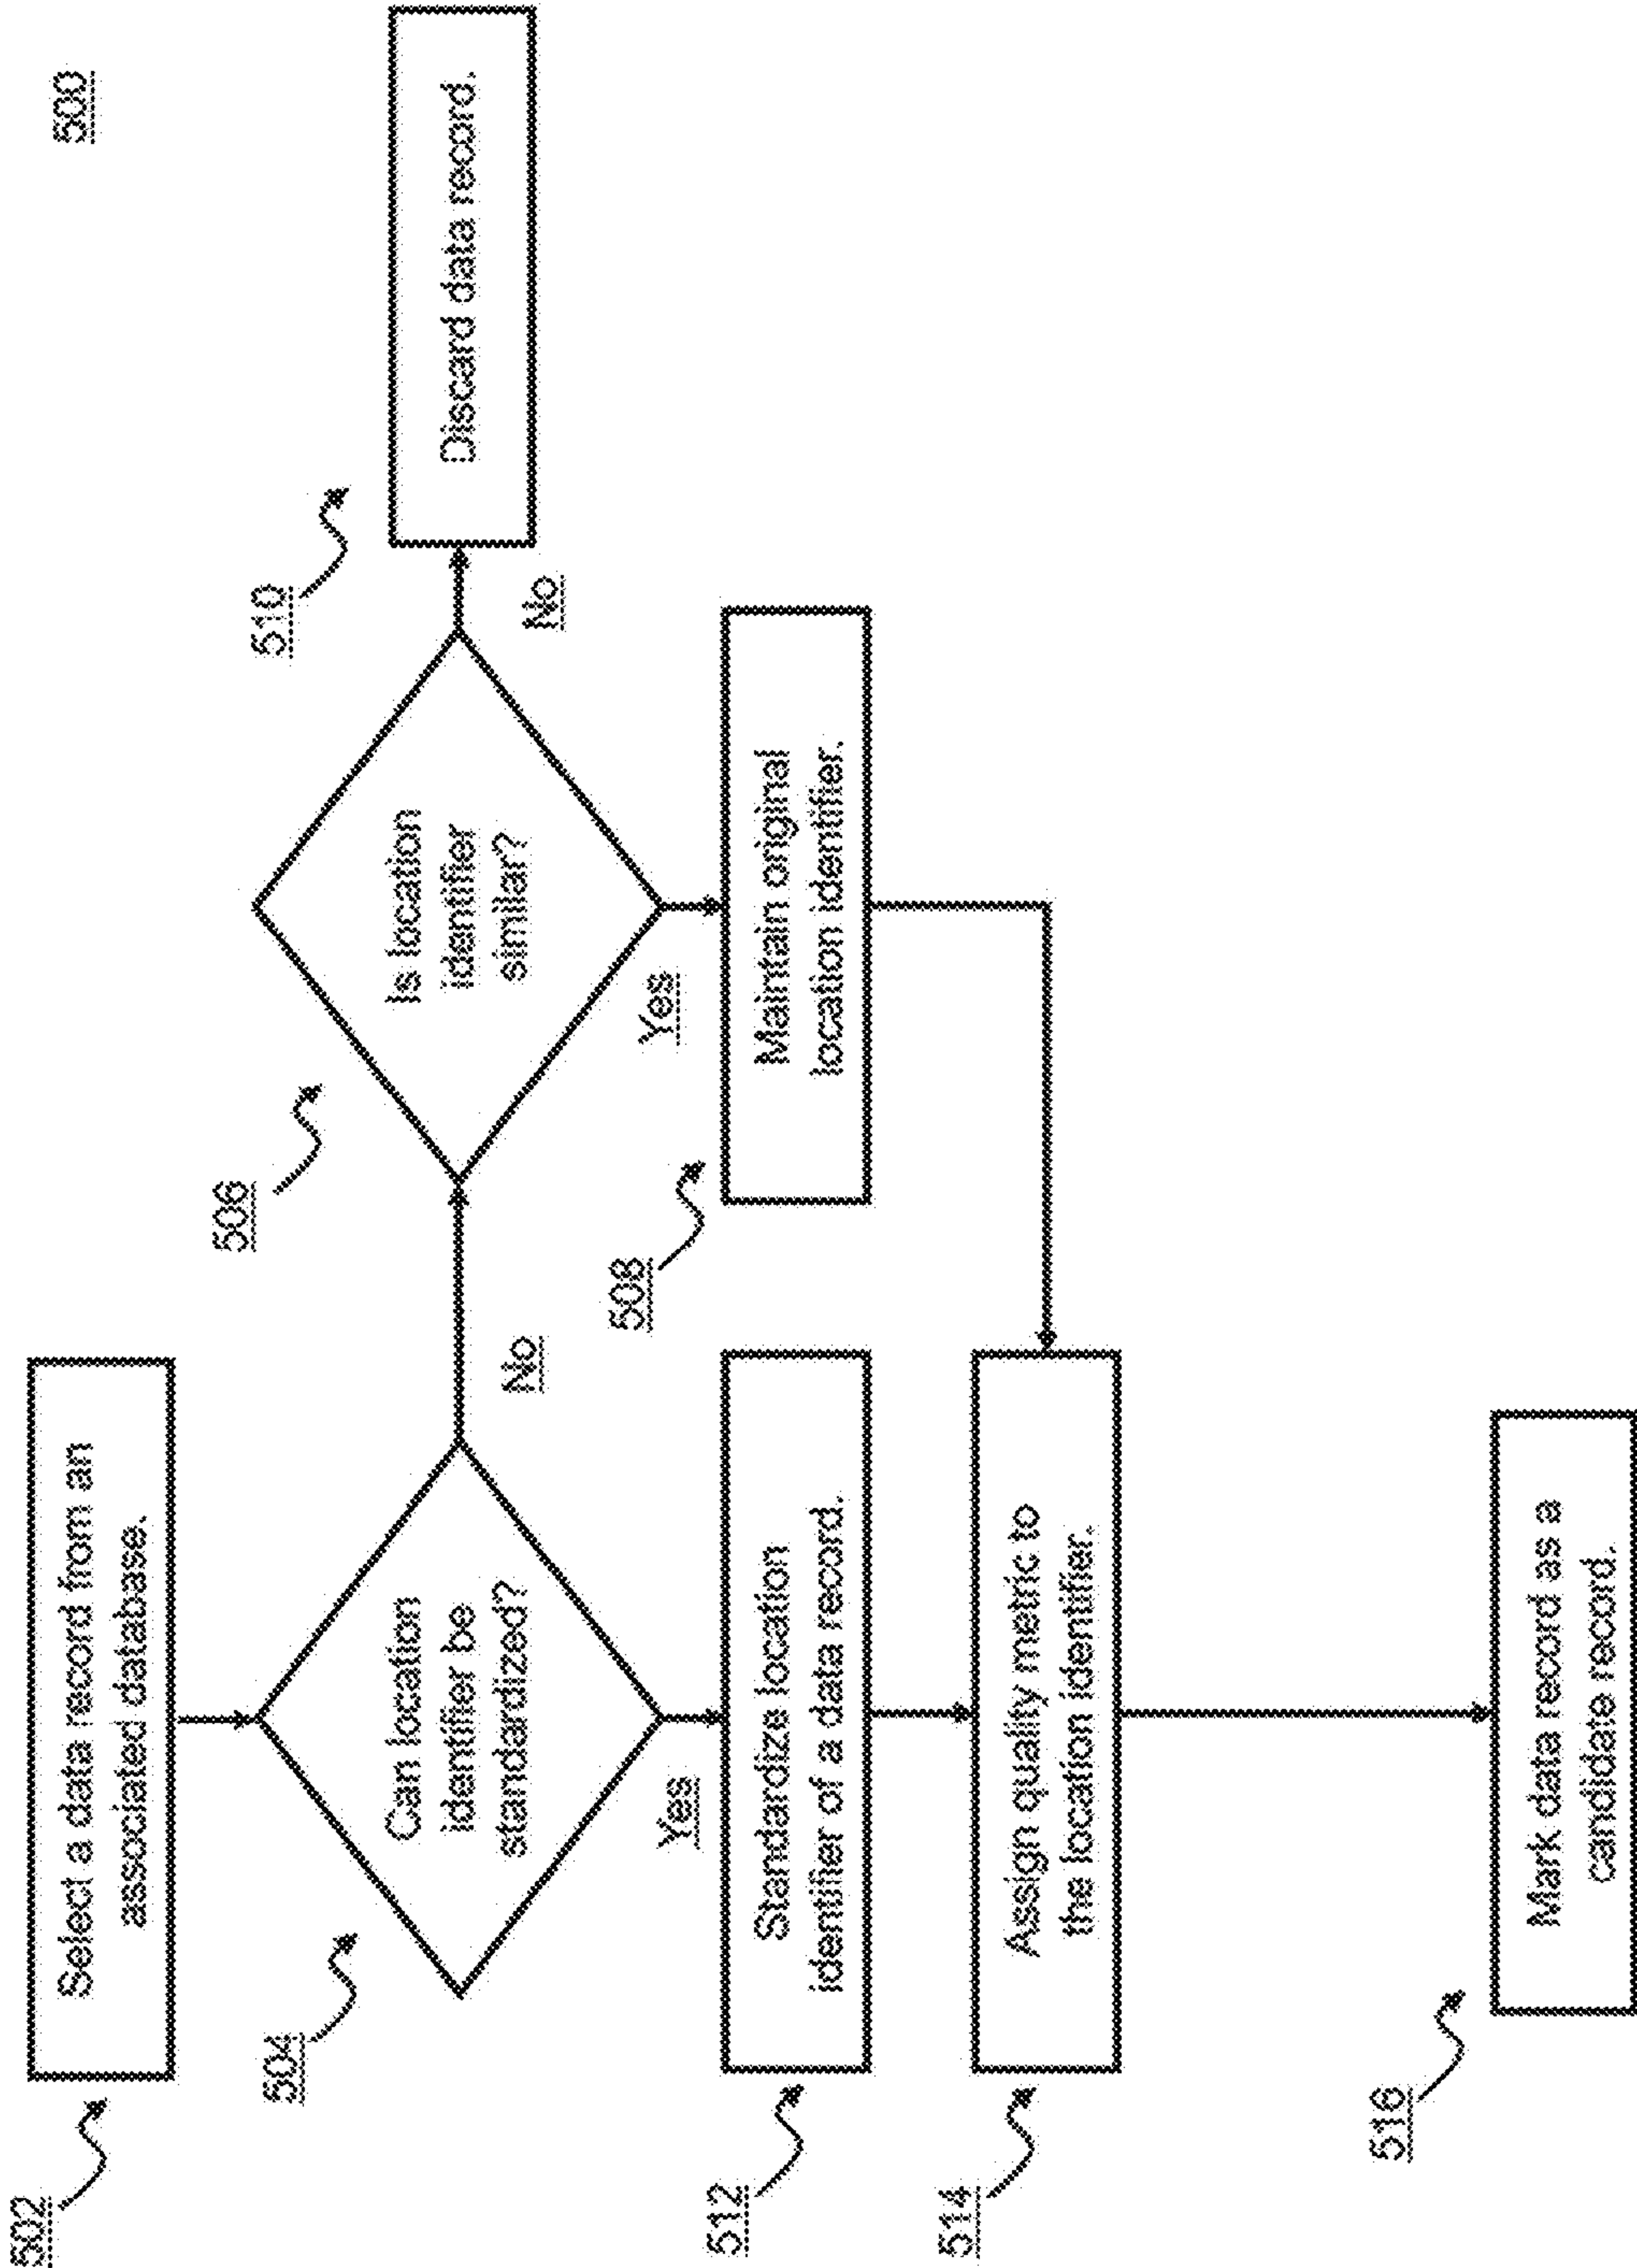 500
502
Select a data record from an
associated database.
504
Can location
identifier be
standardized?
No
506
Is location
identifier
similar?
No
510
Discard data record.
Yes
508
Maintain original
location identifier.
Yes
512
Standardize location
identifier of a data record.
514
Assign quality metric to
the location identifier.
516
Mark data record as a
candidate record.